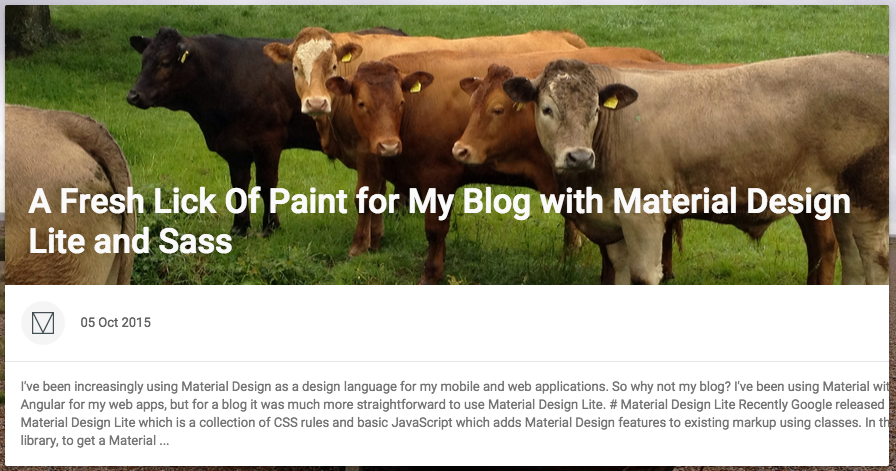 A Fresh Lick Of Paint for My Blog with Material Design
Lite and Sass
05 Oct 2015
I've been increasingly using Material Design as a design language for my mobile and web applications. So why not my blog? I've been using Material
Angular for my web apps, but for a blog it was much more straightforward to use Material Design Lite. # Material Design Lite Recently Google released
Material Design Lite which is a collection of CSS rules and basic JavaScript which adds Material Design features to existing markup using classes. In
library, to get a Material ...